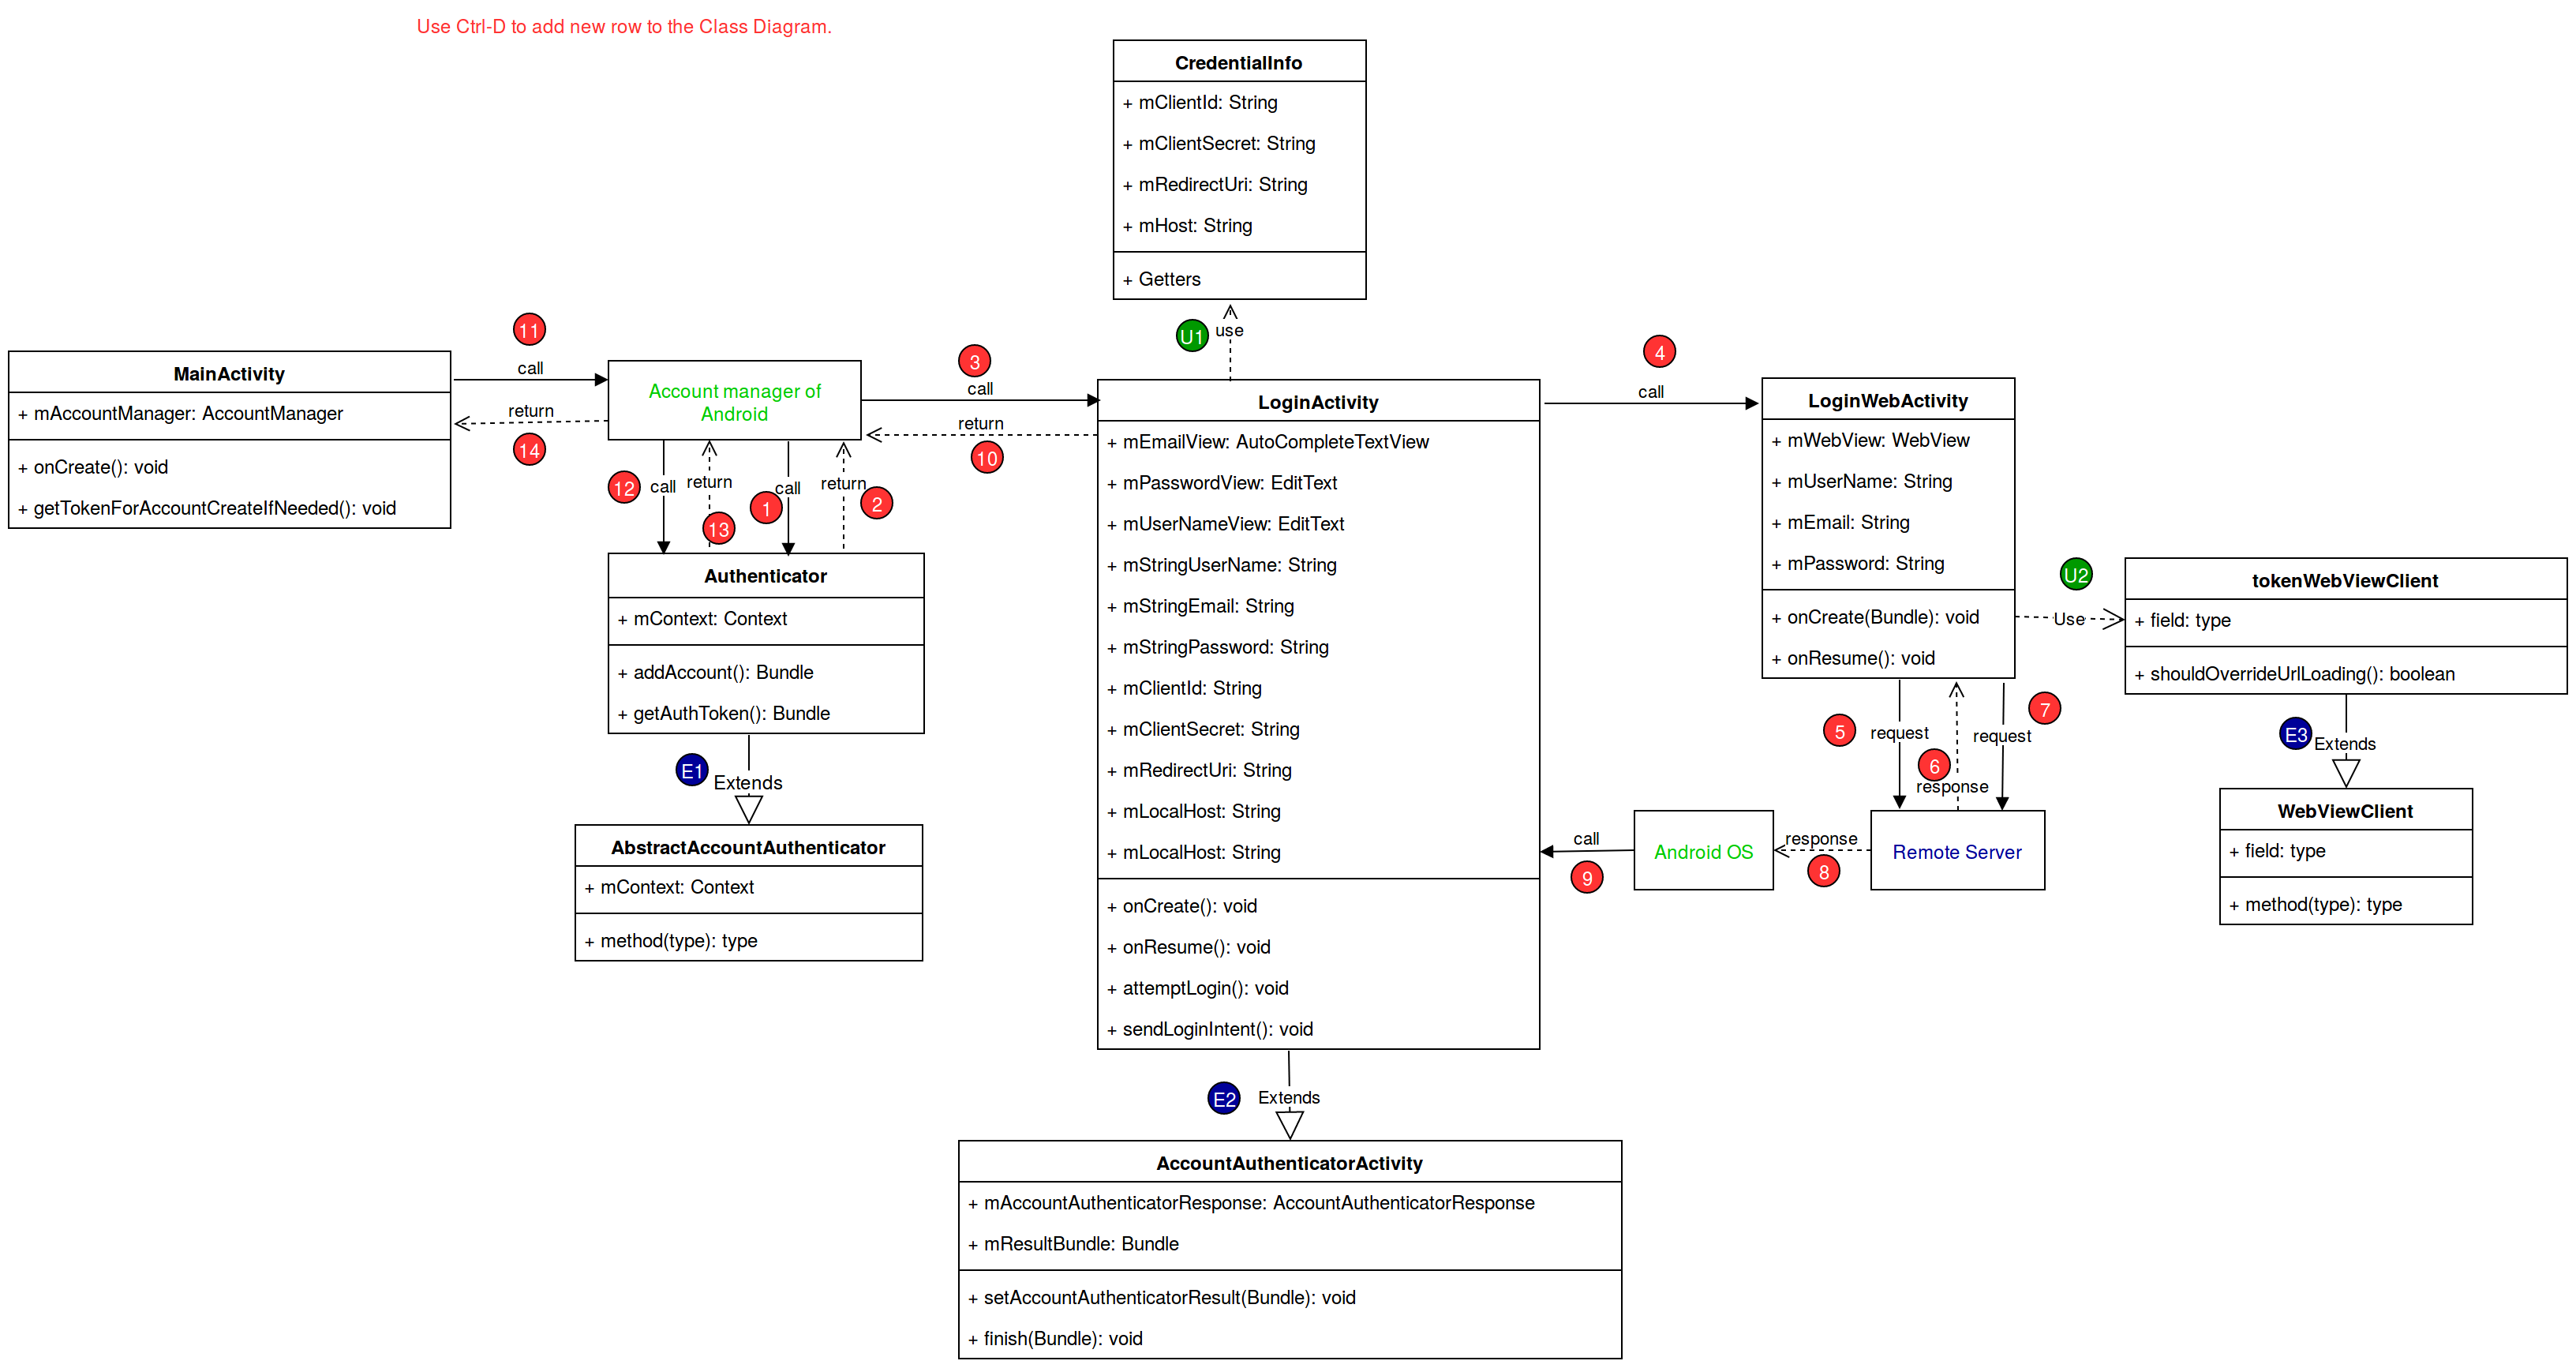 Use Ctrl-D to add new row to the Class Diagram.
CredentialInfo
+ mClientId: String
+ mClientSecret: String
+ mRedirectUri: String
+ mHost: String
+ Getters
U1
use
11
call
MainActivity
+ mAccountManager: AccountManager
+ onCreate(): void
+ getTokenForAccountCreateIfNeeded(): void
return
14
Account manager of
Android
3
call
return
10
12
call
return
13
1
call
return
2
Authenticator
+ mContext: Context
+ addAccount(): Bundle
+ getAuthToken(): Bundle
E1
Extends
AbstractAccountAuthenticator
+ mContext: Context
+ method(type): type
LoginActivity
+ mEmailView: AutoCompleteTextView
+ mPasswordView: EditText
+ mUserNameView: EditText
+ mStringUserName: String
+ mStringEmail: String
+ mStringPassword: String
+ mClientId: String
+ mClientSecret: String
+ mRedirectUri: String
+ mLocalHost: String
+ mLocalHost: String
+ onCreate(): void
+ onResume(): void
+ attemptLogin(): void
+ sendLoginIntent(): void
E2
Extends
AccountAuthenticatorActivity
+ mAccountAuthenticatorResponse: AccountAuthenticatorResponse
+ mResultBundle: Bundle
+ setAccountAuthenticatorResult(Bundle): void
+ finish(Bundle): void
4
call
LoginWebActivity
+ mWebView: WebView
+ mUserName: String
+ mEmail: String
+ mPassword: String
+ onCreate(Bundle): void
+ onResume(): void
U2
Use
5
request
6
response
7
request
call
9
Android OS
response
8
Remote Server
tokenWebViewClient
+ field: type
+ shouldOverrideUrlLoading(): boolean
E3
Extends
WebViewClient
+ field: type
+ method(type): type